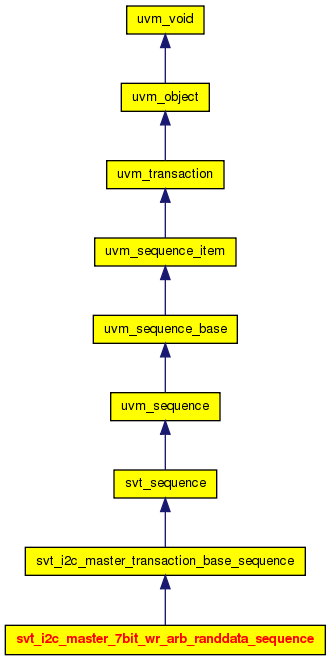 uvm_void
uvm_object
uvm_transaction
uvm_sequence_item
uvm_sequence_base
uvm_sequence
svt_sequence
svt_i2c_master_transaction_base_sequence
svt_i2c_master_7bit_wr_arb_randdata_sequence